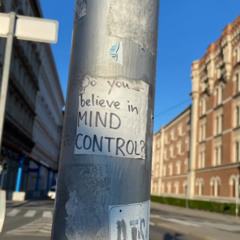 Do you
believe in
MIND
CONTROL?